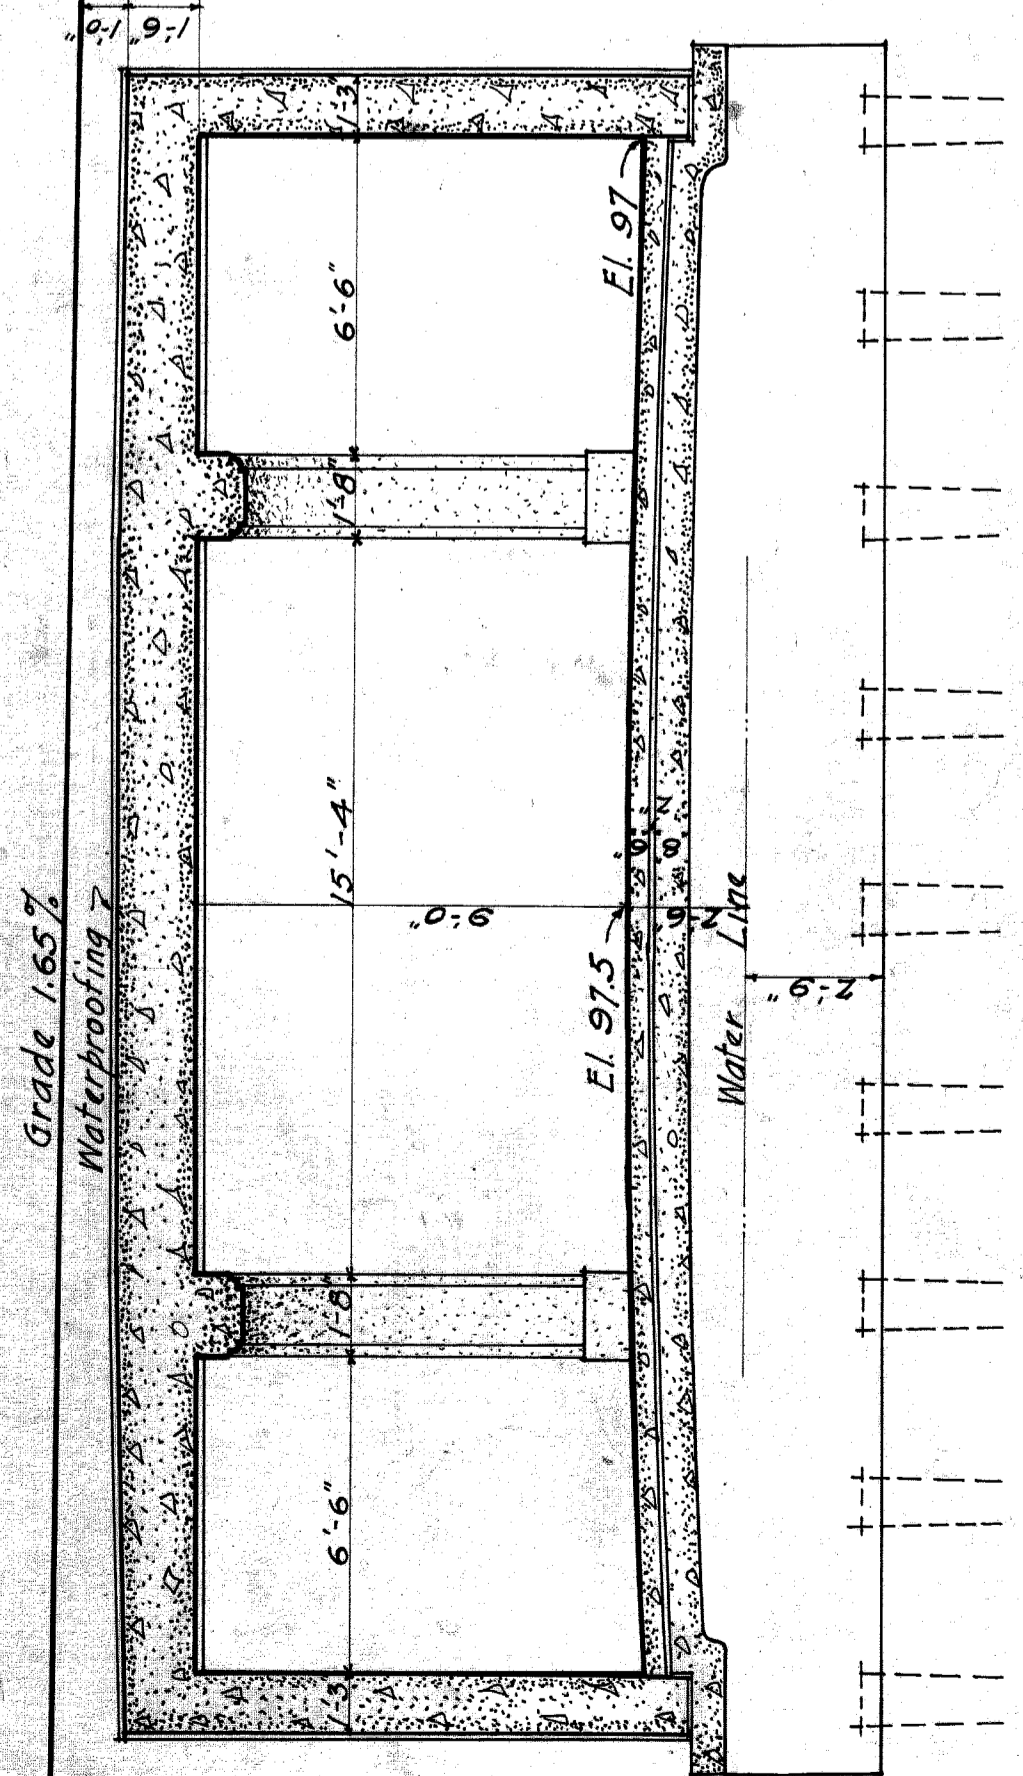 Grade 1.65%
Waterproofing
1'-0"
1'-6"
1'-3"
6'-6"
1'-8"
15'-4"
1'-8"
6'-6"
1'-3"
9'-0"
El. 97.5
El. 97
6"
8"
2'-6"
Water Line
2'-9"